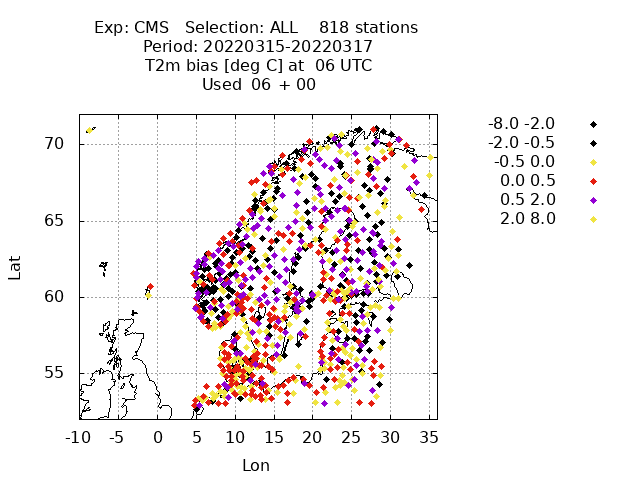 Exp: CMS Selection: ALL 818 stations
Period: 20220315-20220317
T2m bias [deg C] at 06 UTC
Used 06 + 00
-8.0 -2.0
-2.0 -0.5
-0.5 0.0
0.0 0.5
0.5 2.0
2.0 8.0
70
65
60
55
Lat
-10 -5 0 5 10 15 20 25 30 35
Lon